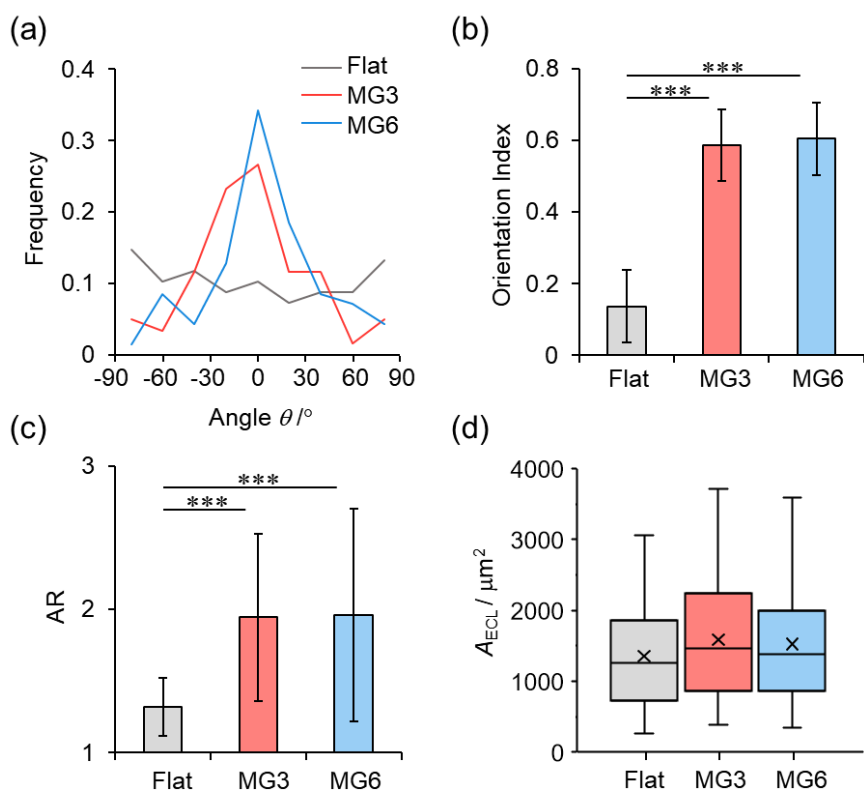 (a)
0.4
0.3
0.2
0.1
0
Frequency
-90 -60 -30 0 30 60 90
Angle θ /°
Flat
MG3
MG6
(b)
0.8
0.6
0.4
0.2
0
Orientation Index
***
***
Flat MG3 MG6
(c)
3
2
1
AR
***
***
Flat MG3 MG6
(d)
4000
3000
2000
1000
0
A_ECL / μm²
Flat MG3 MG6